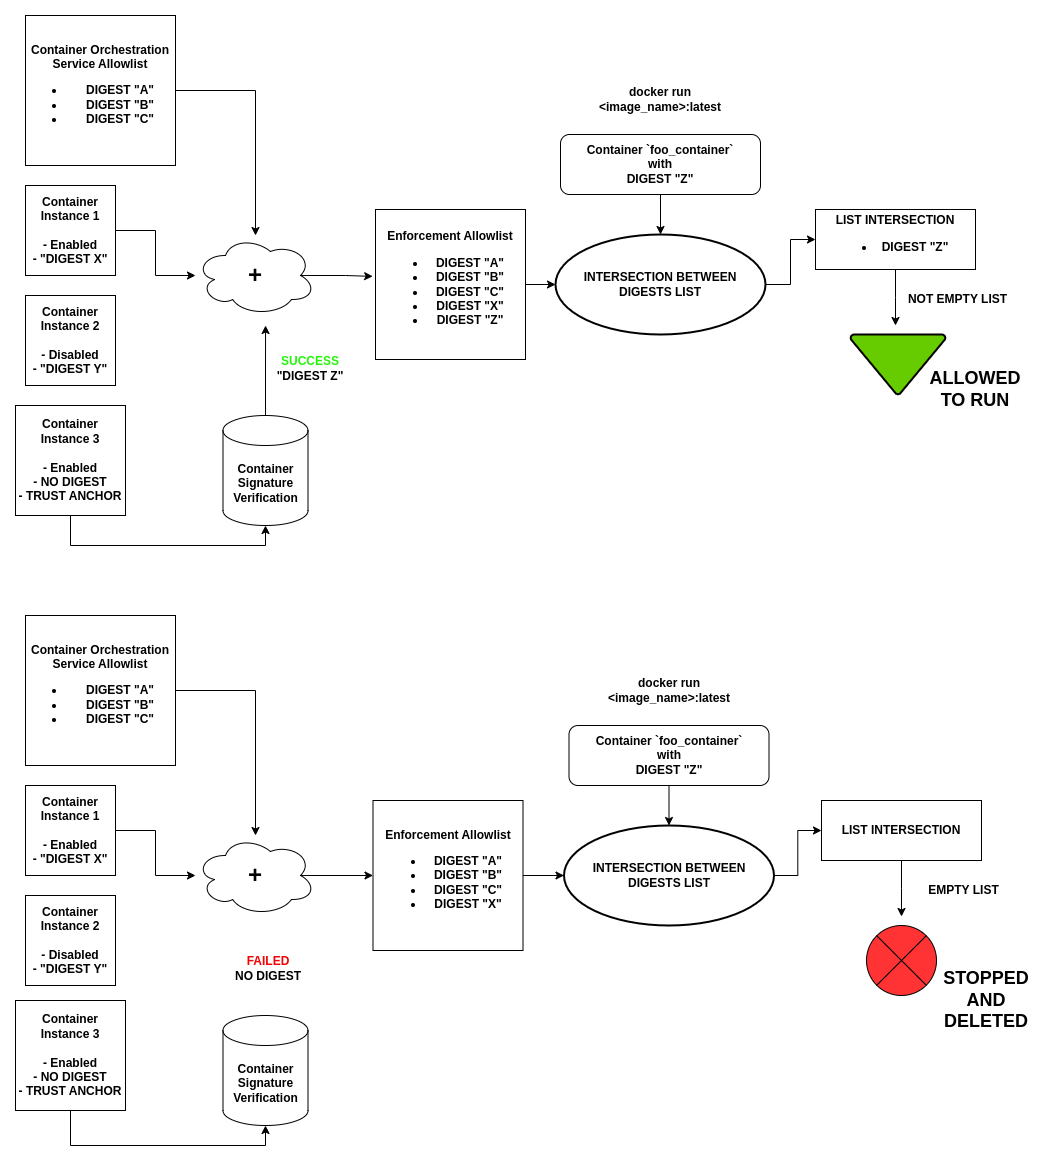 Container Orchestration
Service Allowlist
• DIGEST "A"
• DIGEST "B"
• DIGEST "C"
Container
Instance 1
- Enabled
- "DIGEST X"
Container
Instance 2
- Disabled
- "DIGEST Y"
Container
Instance 3
- Enabled
- NO DIGEST
- TRUST ANCHOR
+
SUCCESS
"DIGEST Z"
Container
Signature
Verification
Enforcement Allowlist
• DIGEST "A"
• DIGEST "B"
• DIGEST "C"
• DIGEST "X"
• DIGEST "Z"
docker run
<image_name>:latest
Container `foo_container`
with
DIGEST "Z"
INTERSECTION BETWEEN
DIGESTS LIST
LIST INTERSECTION
• DIGEST "Z"
NOT EMPTY LIST
ALLOWED
TO RUN
Container Orchestration
Service Allowlist
• DIGEST "A"
• DIGEST "B"
• DIGEST "C"
Container
Instance 1
- Enabled
- "DIGEST X"
Container
Instance 2
- Disabled
- "DIGEST Y"
Container
Instance 3
- Enabled
- NO DIGEST
- TRUST ANCHOR
+
FAILED
NO DIGEST
Container
Signature
Verification
Enforcement Allowlist
• DIGEST "A"
• DIGEST "B"
• DIGEST "C"
• DIGEST "X"
docker run
<image_name>:latest
Container `foo_container`
with
DIGEST "Z"
INTERSECTION BETWEEN
DIGESTS LIST
LIST INTERSECTION
EMPTY LIST
STOPPED
AND
DELETED